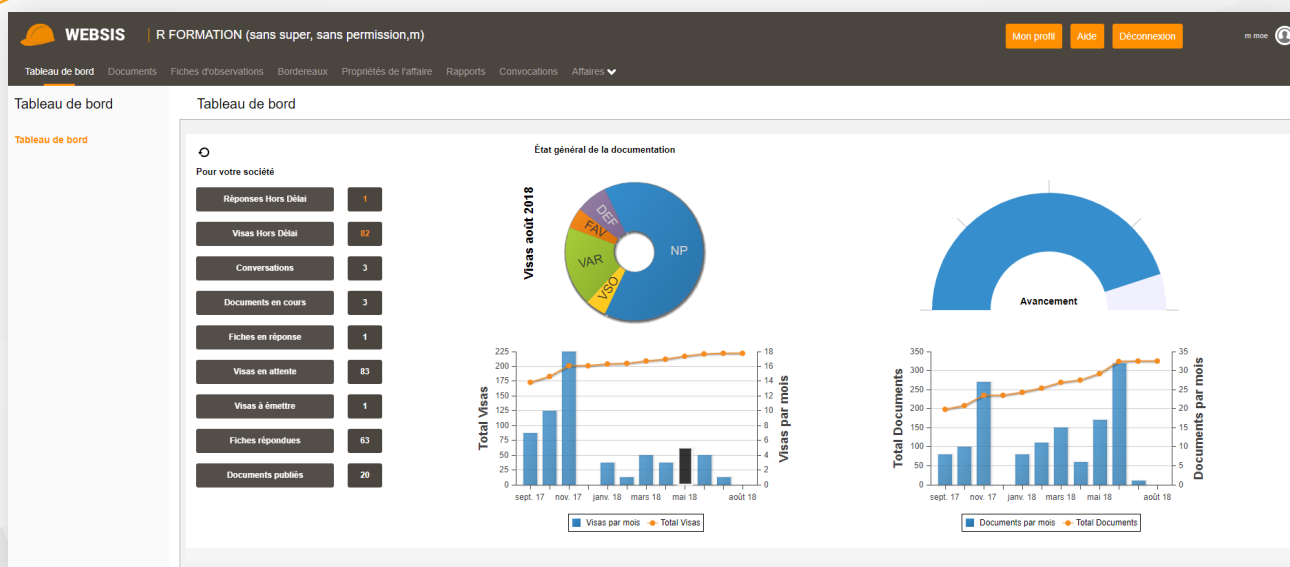 WEBSIS | R FORMATION (sans super, sans permission,m) Mon profil Aide Déconnexion m moe
Tableau de bord Documents Fiches d'observations Bordereaux Propriétés de l'affaire Rapports Convocations Affaires
Tableau de bord Tableau de bord
Tableau de bord
Pour votre société
Réponses Hors Délai 1
Visas Hors Délai 82
Conversations 3
Documents en cours 3
Fiches en réponse 1
Visas en attente 83
Visas à émettre 1
Fiches répondues 63
Documents publiés 20
État général de la documentation
Visas août 2018
DEF
FAV
VAR
VSO
NP
Avancement
Total Visas
225
200
175
150
125
100
75
50
25
0
18
16
14
12
10
8
6
4
2
0
Visas par mois
sept. 17 nov. 17 janv. 18 mars 18 mai 18 août 18
Visas par mois Total Visas
Total Documents
350
300
250
200
150
100
50
0
35
30
25
20
15
10
5
0
Documents par mois
sept. 17 nov. 17 janv. 18 mars 18 mai 18 août 18
Documents par mois Total Documents